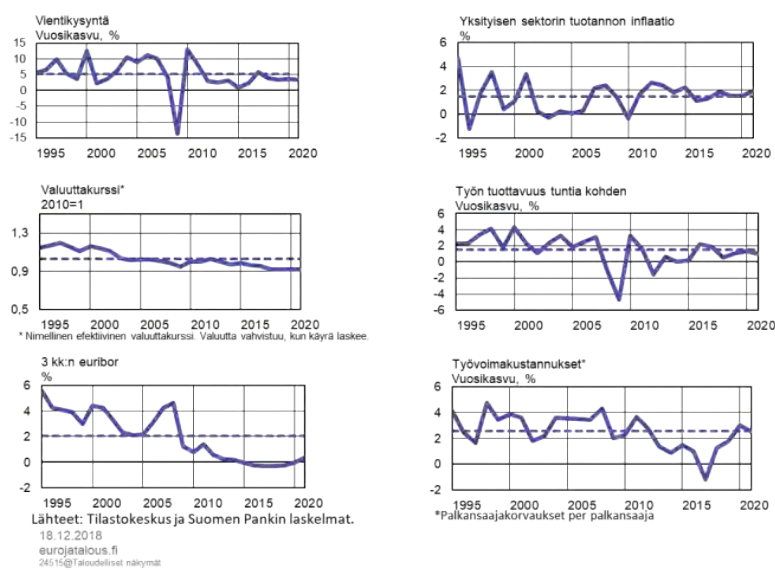 Vientikysyntä
Vuosikasvu, %
15
10
5
0
-5
-10
-15
1995 2000 2005 2010 2015 2020
Yksityisen sektorin tuotannon inflaatio
%
6
4
2
0
-2
1995 2000 2005 2010 2015 2020
Valuuttakurssi*
2010=1
1,3
0,9
0,5
1995 2000 2005 2010 2015 2020
* Nimellinen efektiivinen valuuttakurssi. Valuutta vahvistuu, kun käyrä laskee.
Työn tuottavuus tuntia kohden
Vuosikasvu, %
6
4
2
0
-2
-4
-6
1995 2000 2005 2010 2015 2020
3 kk:n euribor
%
6
4
2
0
-2
1995 2000 2005 2010 2015 2020
Työvoimakustannukset*
Vuosikasvu, %
6
4
2
0
-2
1995 2000 2005 2010 2015 2020
*Palkansaajakorvaukset per palkansaaja
Lähteet: Tilastokeskus ja Suomen Pankin laskelmat.
18.12.2018
eurojatalous.fi
24515@Taloudelliset näkymät